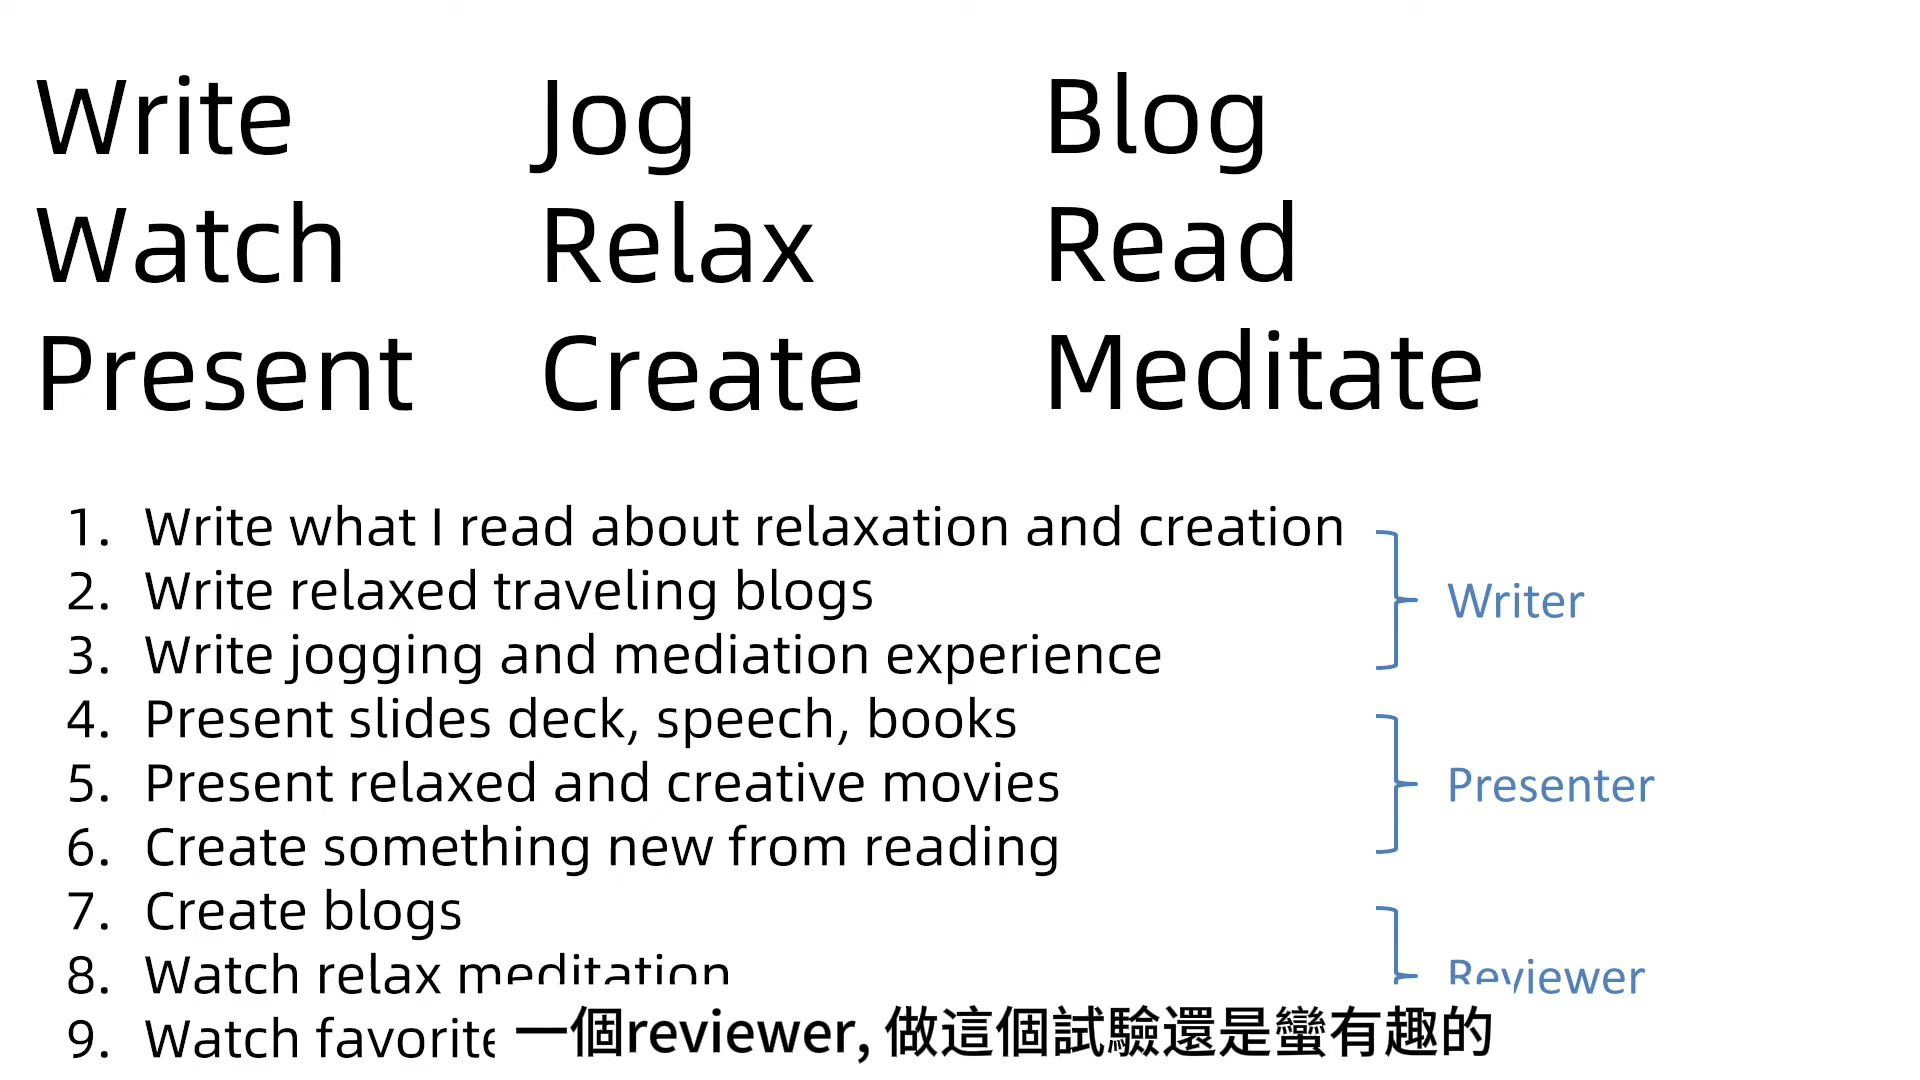 Write Jog Blog
Watch Relax Read
Present Create Meditate
1. Write what I read about relaxation and creation
2. Write relaxed traveling blogs
3. Write jogging and mediation experience
Writer
4. Present slides deck, speech, books
5. Present relaxed and creative movies
6. Create something new from reading
Presenter
7. Create blogs
8. Watch relax meditation
9. Watch favorite
Reviewer
一個reviewer, 做這個試驗還是蠻有趣的